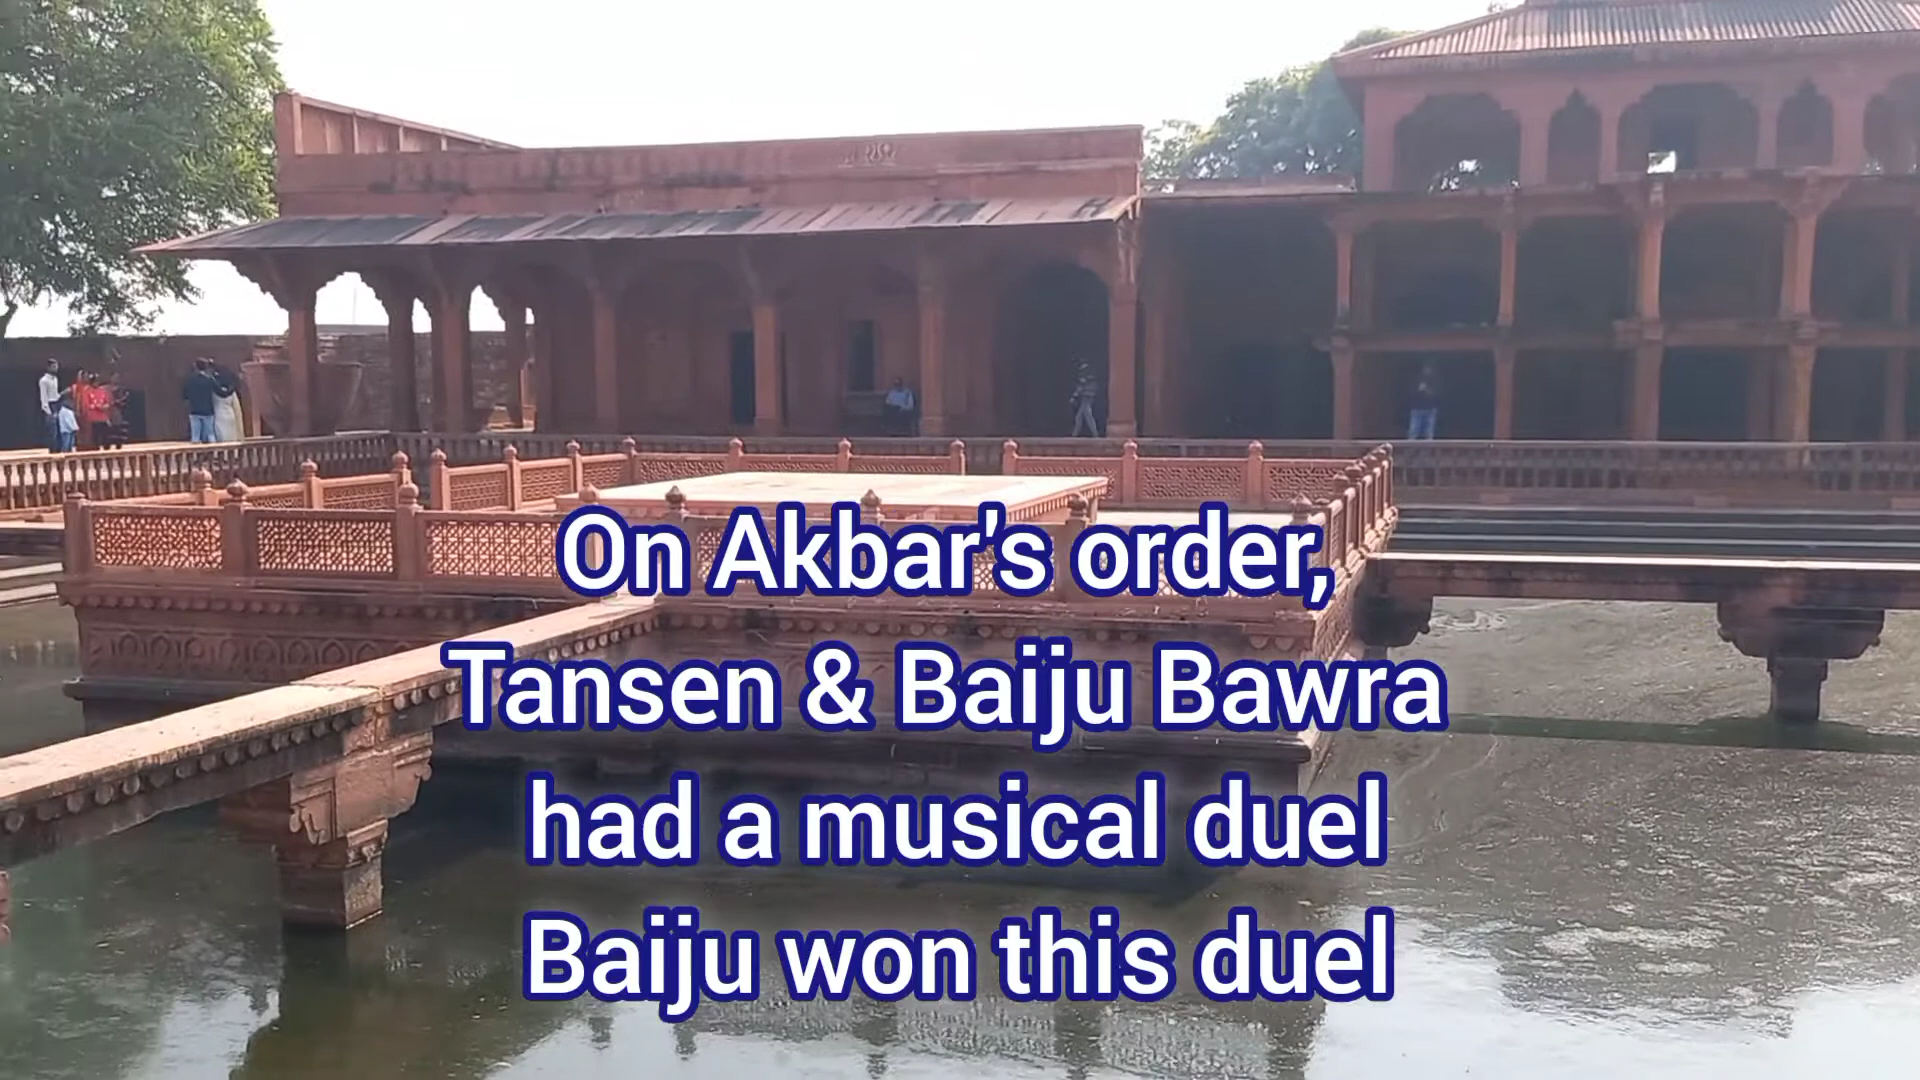 On Akbar's order,
Tansen & Baiju Bawra
had a musical duel
Baiju won this duel